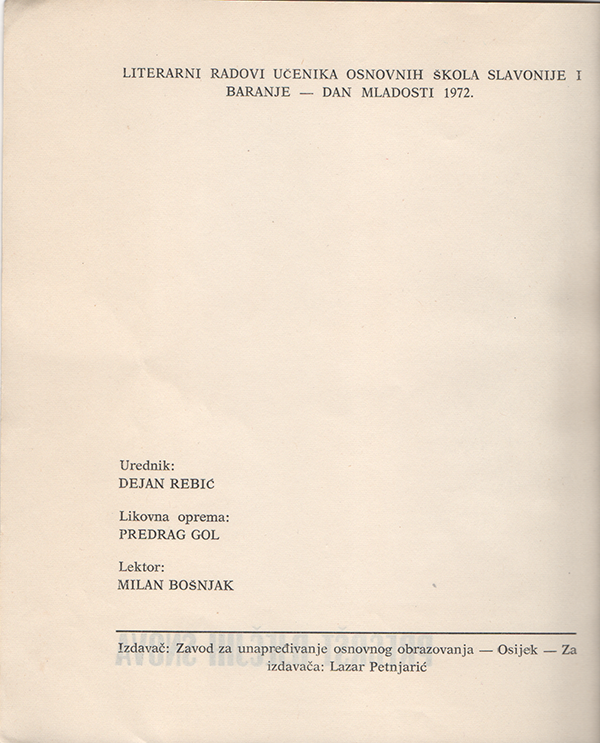 LITERARNI RADOVI UČENIKA OSNOVNIH ŠKOLA SLAVONIJE I
BARANJE — DAN MLADOSTI 1972.
Urednik:
DEJAN REBIĆ
Likovna oprema:
PREDRAG GOL
Lektor:
MILAN BOŠNJAK
Izdavač: Zavod za unapređivanje osnovnog obrazovanja — Osijek — Za
izdavača: Lazar Petnjarić